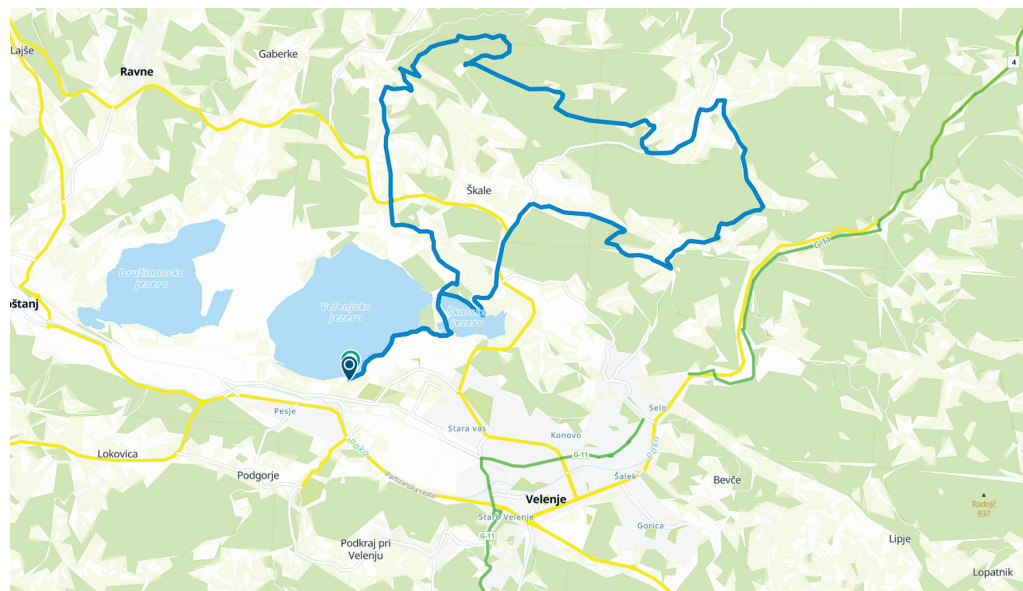 Lajše
Gaberke
Ravne
4
Škale
G-11
Družmirsko
jezero
Velenjsko
jezero
Škalsko
jezero
oštanj
Pesje
Selo
Stara vas
Konovo
Paka
Paka
G-11
Lokovica
Podgorje
Partizanska cesta
Šalek
Bevče
Velenje
Radojč
937
Staro Velenje
Gorica
G-11
Podkraj pri
Velenju
Lipje
Lopatnik